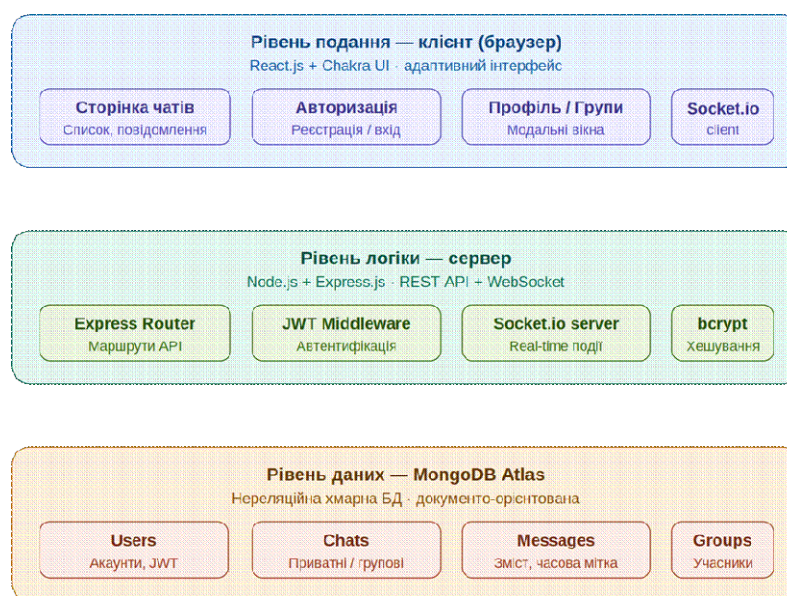 Рівень подання — клієнт (браузер)
React.js + Chakra UI · адаптивний інтерфейс
Сторінка чатів
Список, повідомлення
Авторизація
Реєстрація / вхід
Профіль / Групи
Модальні вікна
Socket.io
client
Рівень логіки — сервер
Node.js + Express.js · REST API + WebSocket
Express Router
Маршрути API
JWT Middleware
Автентифікація
Socket.io server
Real-time події
bcrypt
Хешування
Рівень даних — MongoDB Atlas
Нереляційна хмарна БД · документо-орієнтована
Users
Акаунти, JWT
Chats
Приватні / групові
Messages
Зміст, часова мітка
Groups
Учасники